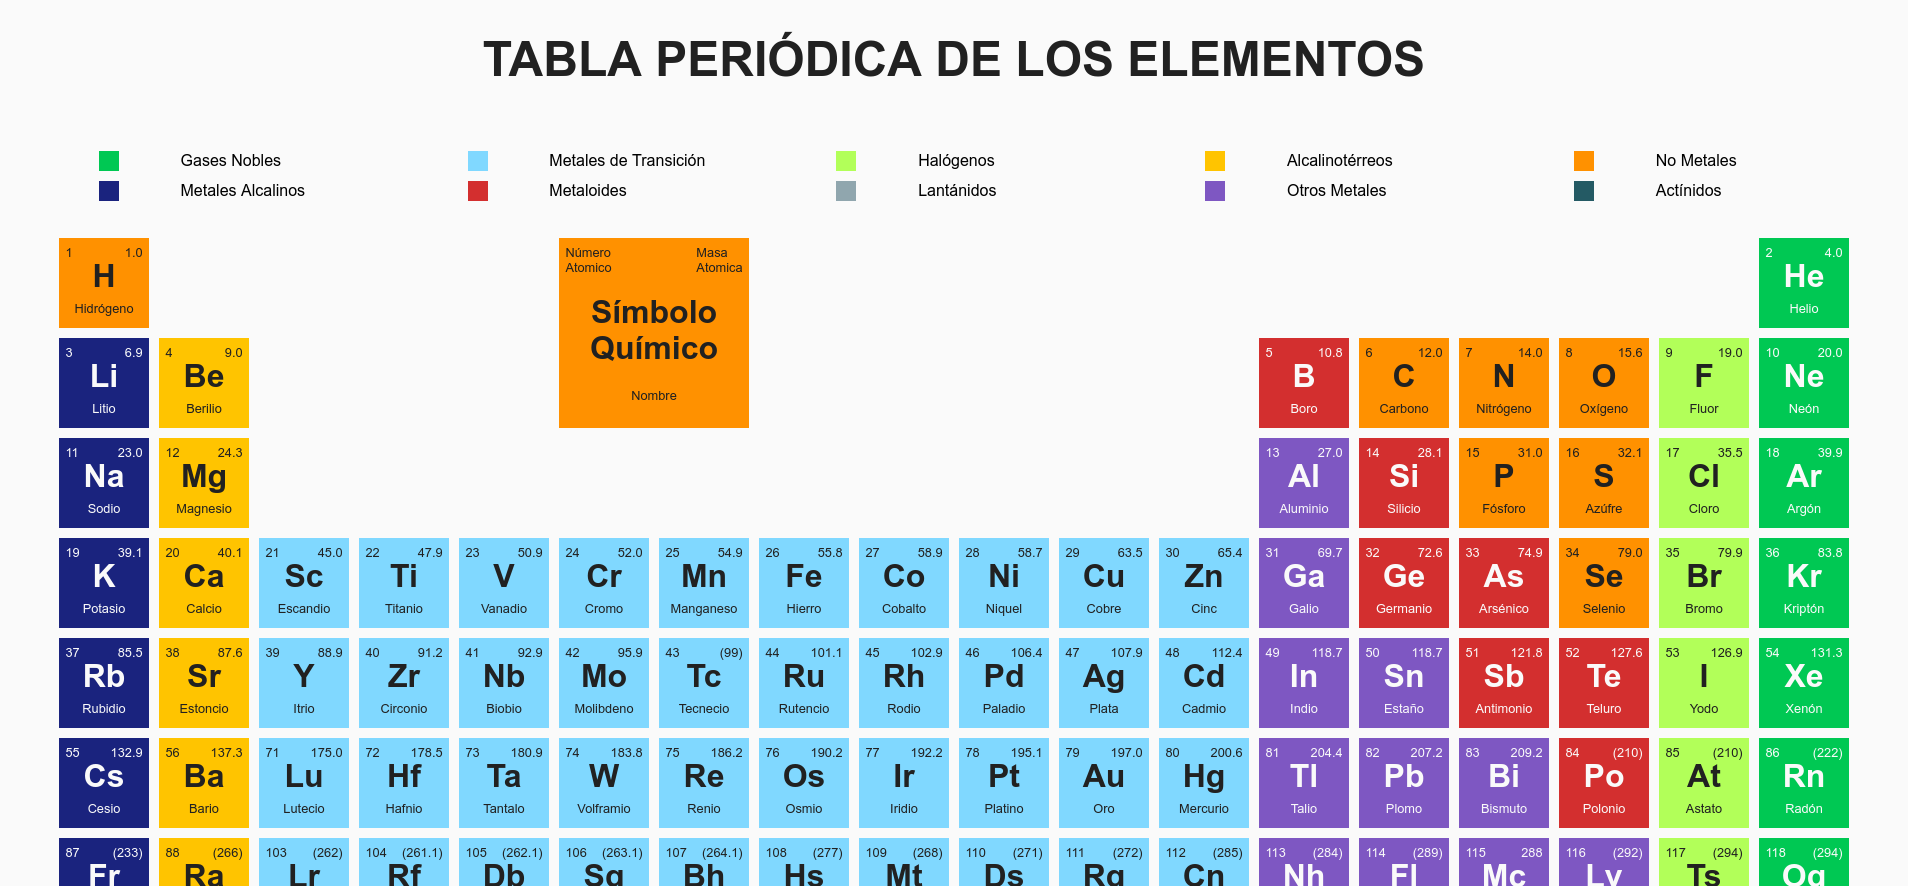 TABLA PERIÓDICA DE LOS ELEMENTOS
Gases Nobles Metales de Transición Halógenos Alcalinotérreos No Metales
Metales Alcalinos Metaloides Lantánidos Otros Metales Actínidos
1 1.0 Número Masa 2 4.0
H Atomico Atomica He
Hidrógeno Helio
Símbolo
Químico
Nombre
3 6.9 4 9.0 5 10.8 6 12.0 7 14.0 8 15.6 9 19.0 10 20.0
Li Be B C N O F Ne
Litio Berilio Boro Carbono Nitrógeno Oxígeno Fluor Neón
11 23.0 12 24.3 13 27.0 14 28.1 15 31.0 16 32.1 17 35.5 18 39.9
Na Mg Al Si P S Cl Ar
Sodio Magnesio Aluminio Silicio Fósforo Azúfre Cloro Argón
19 39.1 20 40.1 21 45.0 22 47.9 23 50.9 24 52.0 25 54.9 26 55.8 27 58.9 28 58.7 29 63.5 30 65.4 31 69.7 32 72.6 33 74.9 34 79.0 35 79.9 36 83.8
K Ca Sc Ti V Cr Mn Fe Co Ni Cu Zn Ga Ge As Se Br Kr
Potasio Calcio Escandio Titanio Vanadio Cromo Manganeso Hierro Cobalto Niquel Cobre Cinc Galio Germanio Arsénico Selenio Bromo Kriptón
37 85.5 38 87.6 39 88.9 40 91.2 41 92.9 42 95.9 43 (99) 44 101.1 45 102.9 46 106.4 47 107.9 48 112.4 49 118.7 50 118.7 51 121.8 52 127.6 53 126.9 54 131.3
Rb Sr Y Zr Nb Mo Tc Ru Rh Pd Ag Cd In Sn Sb Te I Xe
Rubidio Estoncio Itrio Circonio Biobio Molibdeno Tecnecio Rutencio Rodio Paladio Plata Cadmio Indio Estaño Antimonio Teluro Yodo Xenón
55 132.9 56 137.3 71 175.0 72 178.5 73 180.9 74 183.8 75 186.2 76 190.2 77 192.2 78 195.1 79 197.0 80 200.6 81 204.4 82 207.2 83 209.2 84 (210) 85 (210) 86 (222)
Cs Ba Lu Hf Ta W Re Os Ir Pt Au Hg Tl Pb Bi Po At Rn
Cesio Bario Lutecio Hafnio Tantalo Volframio Renio Osmio Iridio Platino Oro Mercurio Talio Plomo Bismuto Polonio Astato Radón
87 (233) 88 (266) 103 (262) 104 (261.1) 105 (262.1) 106 (263.1) 107 (264.1) 108 (277) 109 (268) 110 (271) 111 (272) 112 (285) 113 (284) 114 (289) 115 288 116 (292) 117 (294) 118 (294)
Fr Ra Lr Rf Db Sg Bh Hs Mt Ds Rg Cn Nh Fl Mc Lv Ts Og